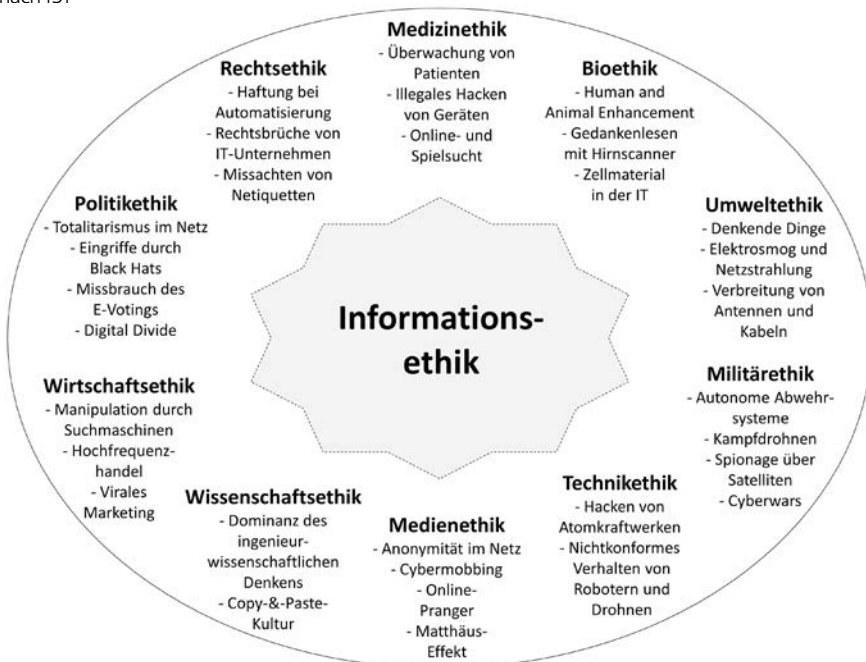 Medizinethik
- Überwachung von
Patienten
- Illegales Hacken
von Geräten
- Online- und
Spielsucht
Rechtsethik
- Haftung bei
Automatisierung
- Rechtsbrüche von
IT-Unternehmen
- Missachten von
Netiquetten
Bioethik
- Human and
Animal Enhancement
- Gedankenlesen
mit Hirnscanner
- Zellmaterial
in der IT
Politikethik
- Totalitarismus im Netz
- Eingriffe durch
Black Hats
- Missbrauch des
E-Votings
- Digital Divide
Umweltethik
- Denkende Dinge
- Elektrosmog und
Netzstrahlung
- Verbreitung von
Antennen und
Kabeln
Informations-
ethik
Wirtschaftsethik
- Manipulation durch
Suchmaschinen
- Hochfrequenz-
handel
- Virales
Marketing
Militärethik
- Autonome Abwehr-
systeme
- Kampfdrohnen
- Spionage über
Satelliten
- Cyberwars
Wissenschaftsethik
- Dominanz des
ingenieur-
wissenschaftlichen
Denkens
- Copy-&-Paste-
Kultur
Medienethik
- Anonymität im Netz
- Cybermobbing
- Online-
Pranger
- Matthäus-
Effekt
Technikethik
- Hacken von
Atomkraftwerken
- Nichtkonformes
Verhalten von
Robotern und
Drohnen